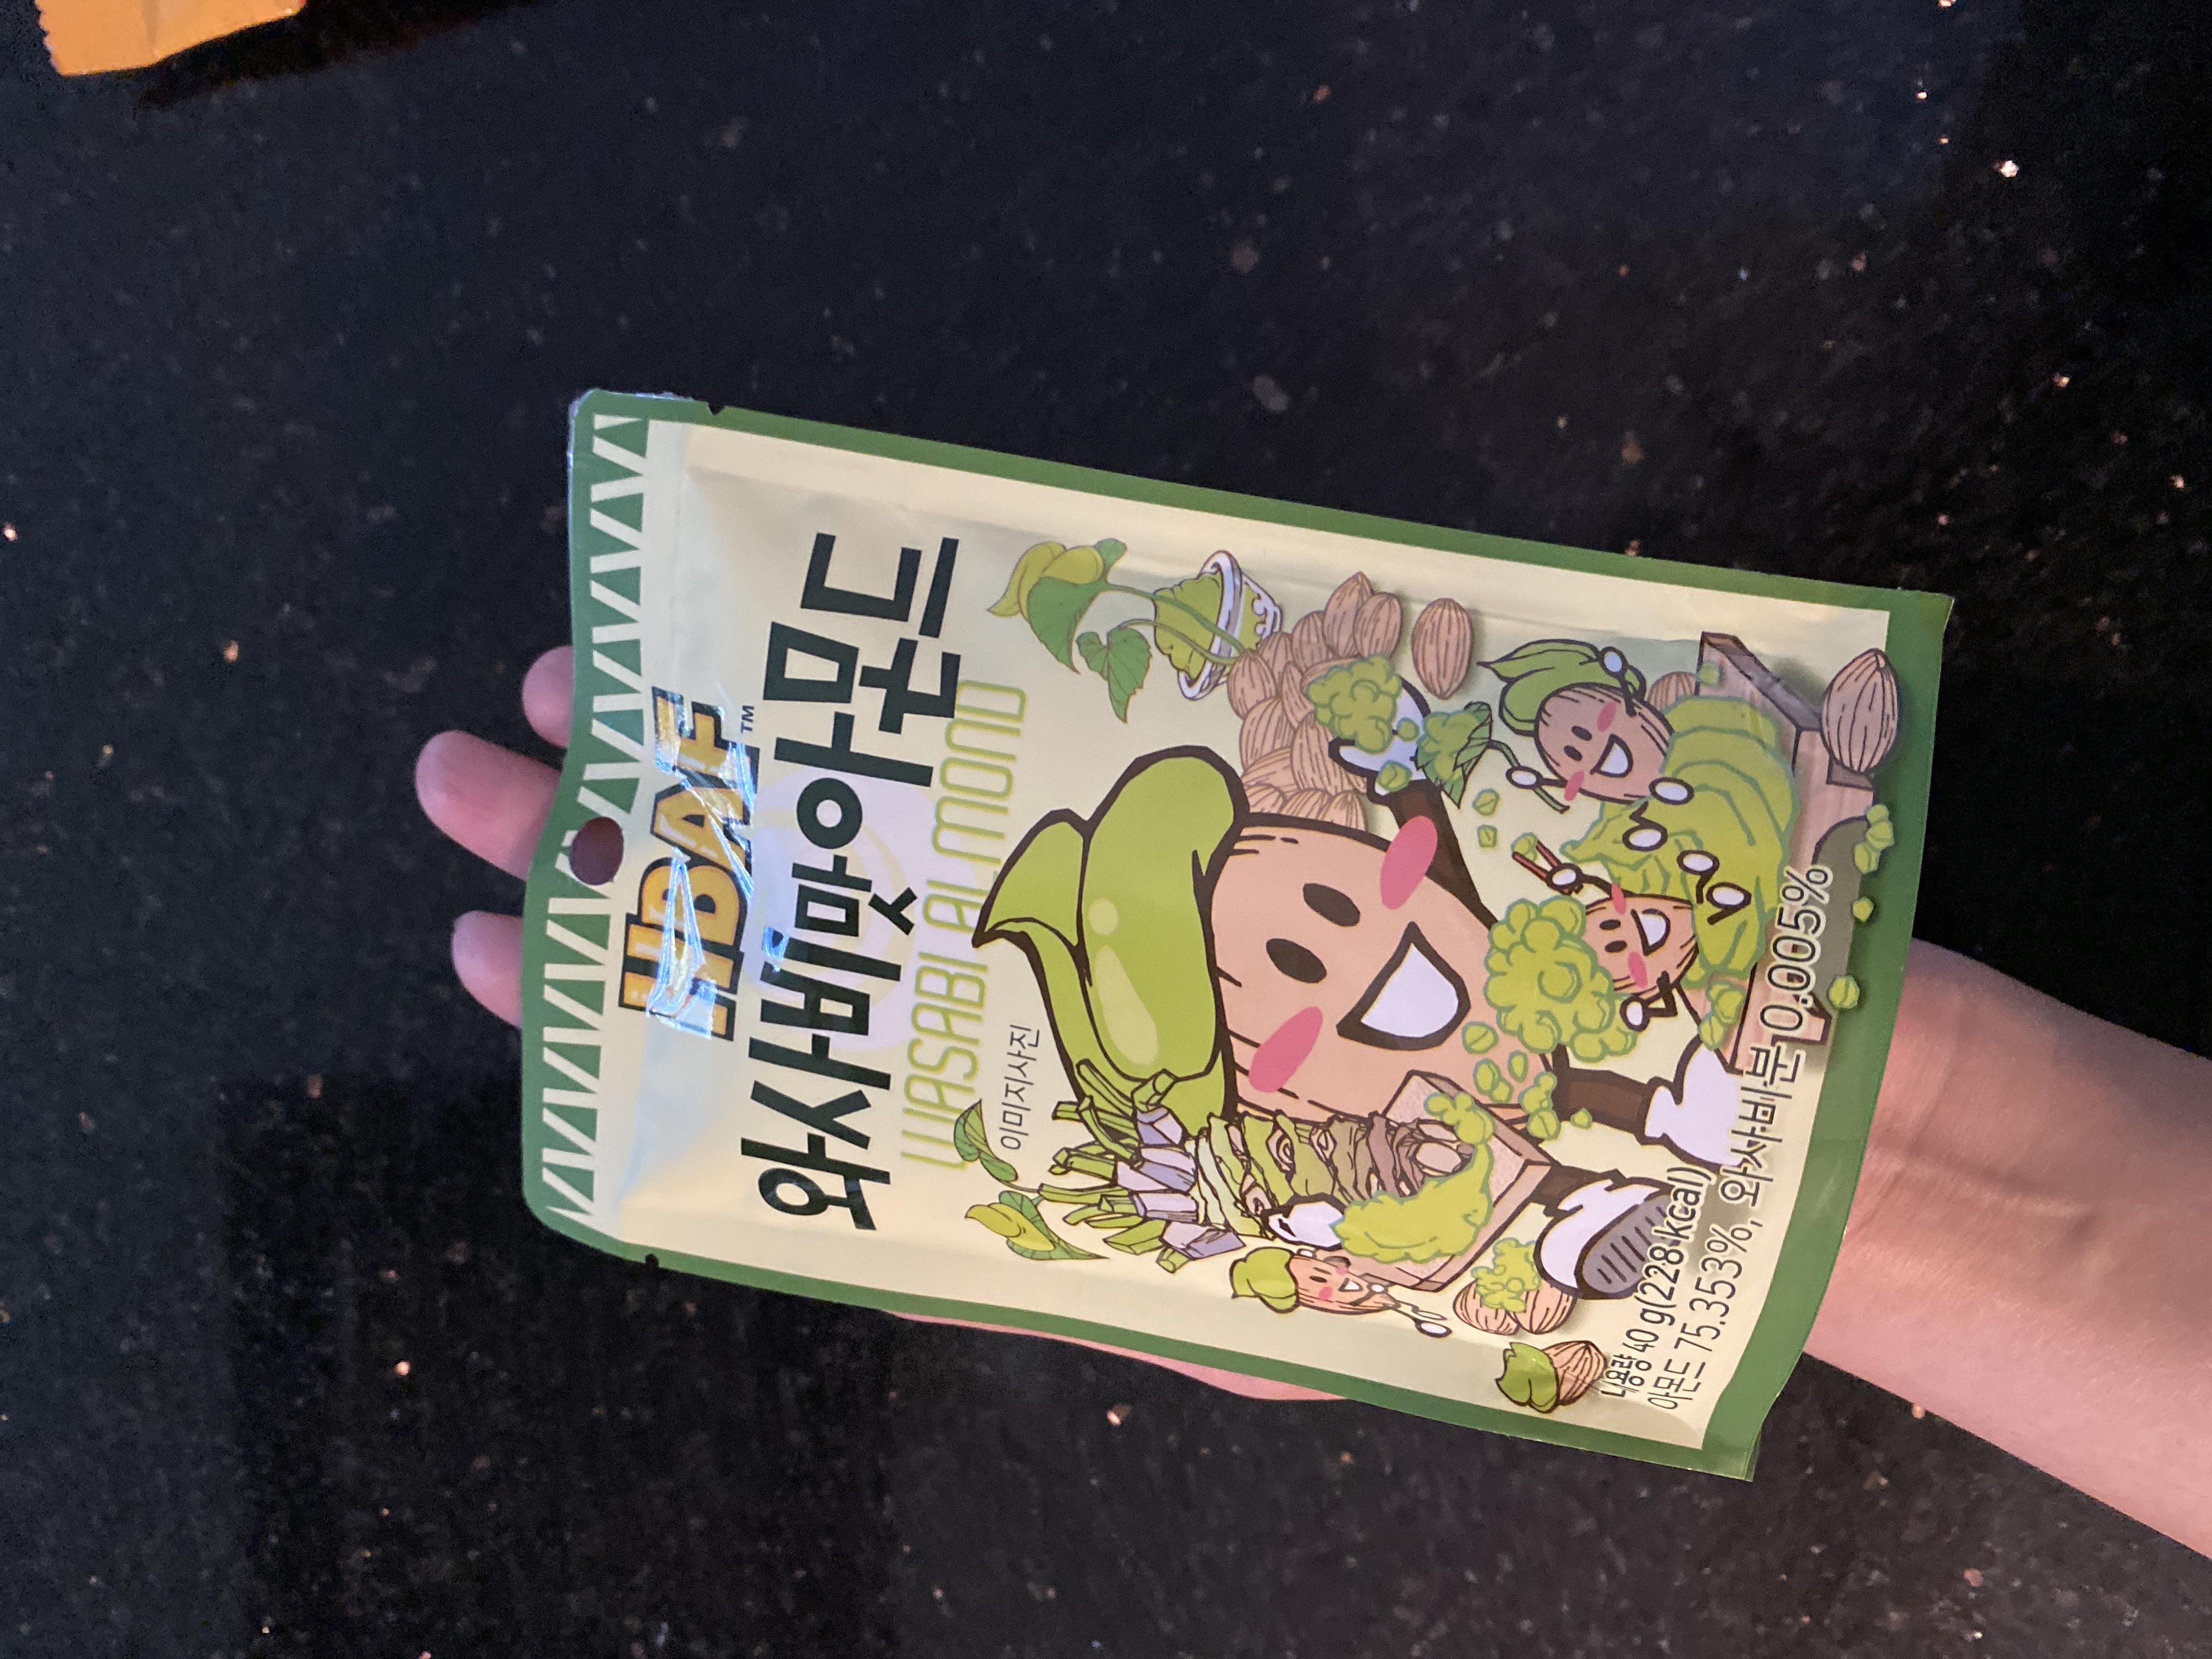 HBAF™
와사비맛아몬드
WASABI ALMOND
이미지사진
내용량 40 g(228 kcal)
아몬드 75.353%, 와사비분 0.005%